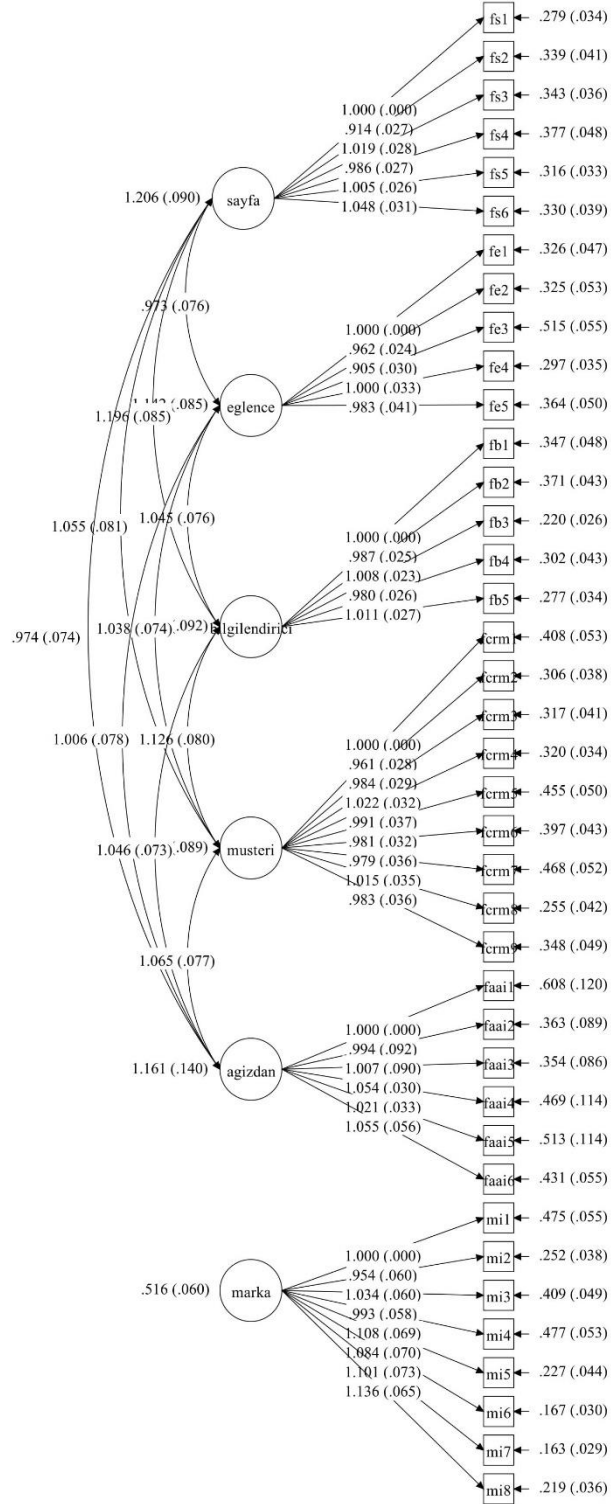 fs1 .279 (.034)
fs2 .339 (.041)
fs3 .343 (.036)
fs4 .377 (.048)
fs5 .316 (.033)
fs6 .330 (.039)
1.000 (.000)
.914 (.027)
1.019 (.028)
.986 (.027)
1.005 (.026)
1.048 (.031)
1.206 (.090)
sayfa
fe1 .326 (.047)
fe2 .325 (.053)
fe3 .515 (.055)
fe4 .297 (.035)
fe5 .364 (.050)
.973 (.076)
1.000 (.000)
.962 (.024)
.905 (.030)
1.000 (.033)
.983 (.041)
eglence
(.085)
1.196 (.085)
fb1 .347 (.048)
fb2 .371 (.043)
fb3 .220 (.026)
fb4 .302 (.043)
fb5 .277 (.034)
1.055 (.081)
1.045 (.076)
1.000 (.000)
.987 (.025)
1.008 (.023)
.980 (.026)
1.011 (.027)
.974 (.074)
1.038 (.074)
.092)
bilgilendirici
fcrm1 .408 (.053)
fcrm2 .306 (.038)
fcrm3 .317 (.041)
fcrm4 .320 (.034)
fcrm5 .455 (.050)
fcrm6 .397 (.043)
fcrm7 .468 (.052)
fcrm8 .255 (.042)
fcrm9 .348 (.049)
1.006 (.078)
1.126 (.080)
1.000 (.000)
.961 (.028)
.984 (.029)
1.022 (.032)
.991 (.037)
.981 (.032)
.979 (.036)
1.015 (.035)
.983 (.036)
1.046 (.073)
.089)
musteri
1.065 (.077)
faai1 .608 (.120)
faai2 .363 (.089)
faai3 .354 (.086)
faai4 .469 (.114)
faai5 .513 (.114)
faai6 .431 (.055)
1.000 (.000)
.994 (.092)
1.007 (.090)
1.054 (.030)
1.021 (.033)
1.055 (.056)
1.161 (.140)
agizdan
mi1 .475 (.055)
mi2 .252 (.038)
mi3 .409 (.049)
mi4 .477 (.053)
mi5 .227 (.044)
mi6 .167 (.030)
mi7 .163 (.029)
mi8 .219 (.036)
1.000 (.000)
.954 (.060)
1.034 (.060)
.993 (.058)
1.108 (.069)
1.084 (.070)
1.101 (.073)
1.136 (.065)
.516 (.060)
marka